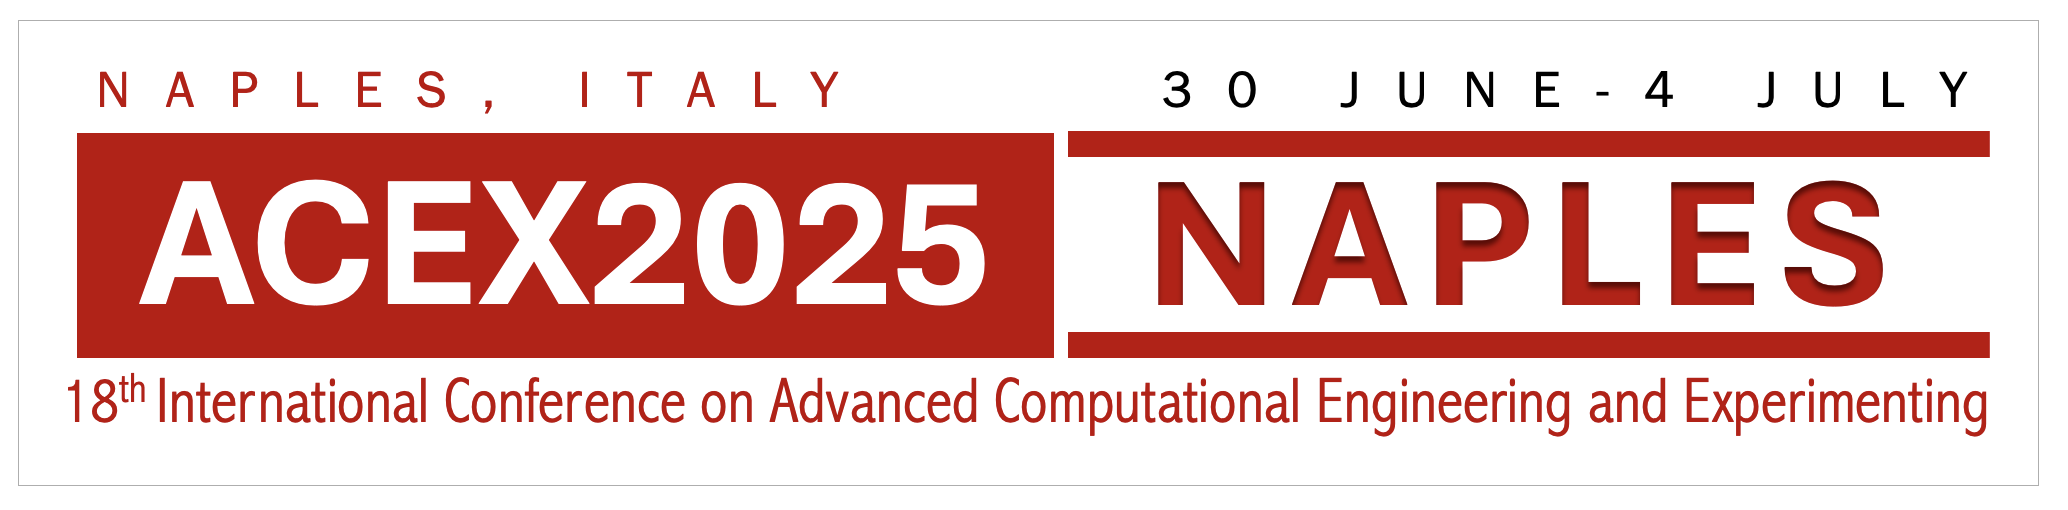 NAPLES, ITALY
30 JUNE-4 JULY
ACEX2025
NAPLES
18th International Conference on Advanced Computational Engineering and Experimenting